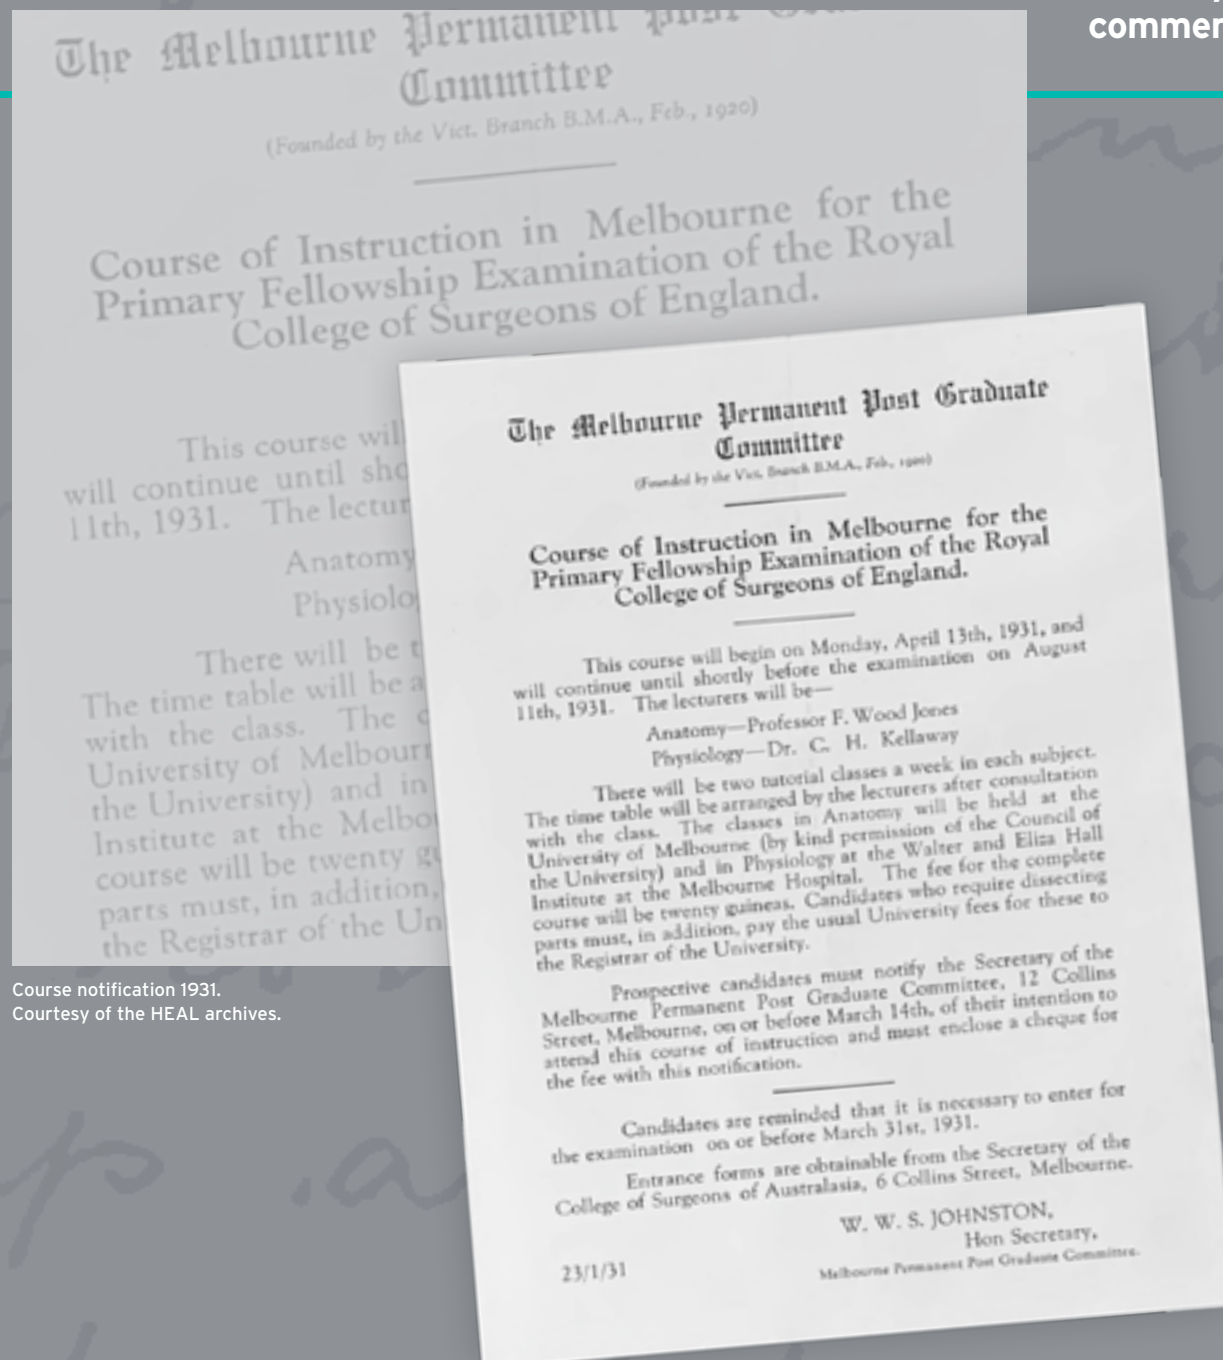 commen
The Melbourne Permanent Post
Committee
(Founded by the Vict. Branch B.M.A., Feb., 1920)
Course of Instruction in Melbourne for the
Primary Fellowship Examination of the Royal
College of Surgeons of England.
This course wil
will continue until sho
11th, 1931. The lectur
Anatomy
Physiolo
There will be t
The time table will be a
with the class. The c
University of Melbour
the University) and in
Institute at the Melbo
course will be twenty gu
parts must, in addition,
the Registrar of the Un
Course notification 1931.
Courtesy of the HEAL archives.
The Melbourne Permanent Post Graduate
Committee
(Founded by the Vict. Branch B.M.A., Feb., 1920)
Course of Instruction in Melbourne for the
Primary Fellowship Examination of the Royal
College of Surgeons of England.
This course will begin on Monday, April 13th, 1931, and
will continue until shortly before the examination on August
11th, 1931. The lecturers will be—
Anatomy—Professor F. Wood Jones
Physiology—Dr. C. H. Kellaway
There will be two tutorial classes a week in each subject.
The time table will be arranged by the lecturers after consultation
with the class. The classes in Anatomy will be held at the
University of Melbourne (by kind permission of the Council of
the University) and in Physiology at the Walter and Eliza Hall
Institute at the Melbourne Hospital. The fee for the complete
course will be twenty guineas. Candidates who require dissecting
parts must, in addition, pay the usual University fees for these to
the Registrar of the University.
Prospective candidates must notify the Secretary of the
Melbourne Permanent Post Graduate Committee, 12 Collins
Street, Melbourne, on or before March 14th, of their intention to
attend this course of instruction and must enclose a cheque for
the fee with this notification.
Candidates are reminded that it is necessary to enter for
the examination on or before March 31st, 1931.
Entrance forms are obtainable from the Secretary of the
College of Surgeons of Australasia, 6 Collins Street, Melbourne.
W. W. S. JOHNSTON,
Hon Secretary,
Melbourne Permanent Post Graduate Committee.
23/1/31